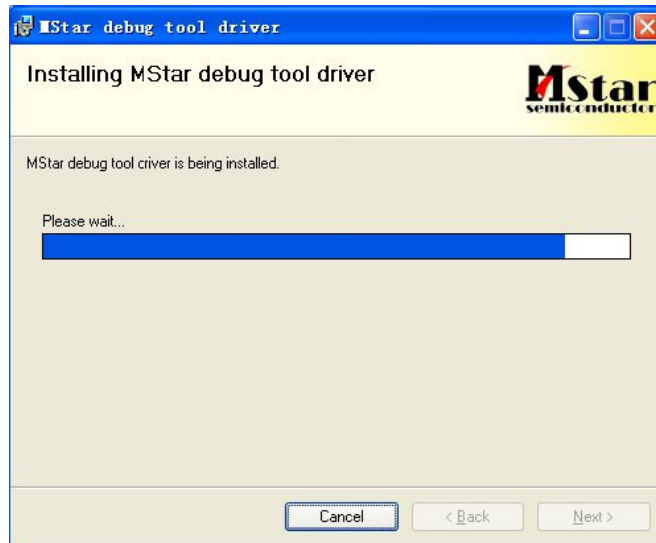 MStar debug tool driver
Installing MStar debug tool driver
MStar
semiconductor
MStar debug tool criver is being installed.
Please wait...
Cancel
< Back
Next >